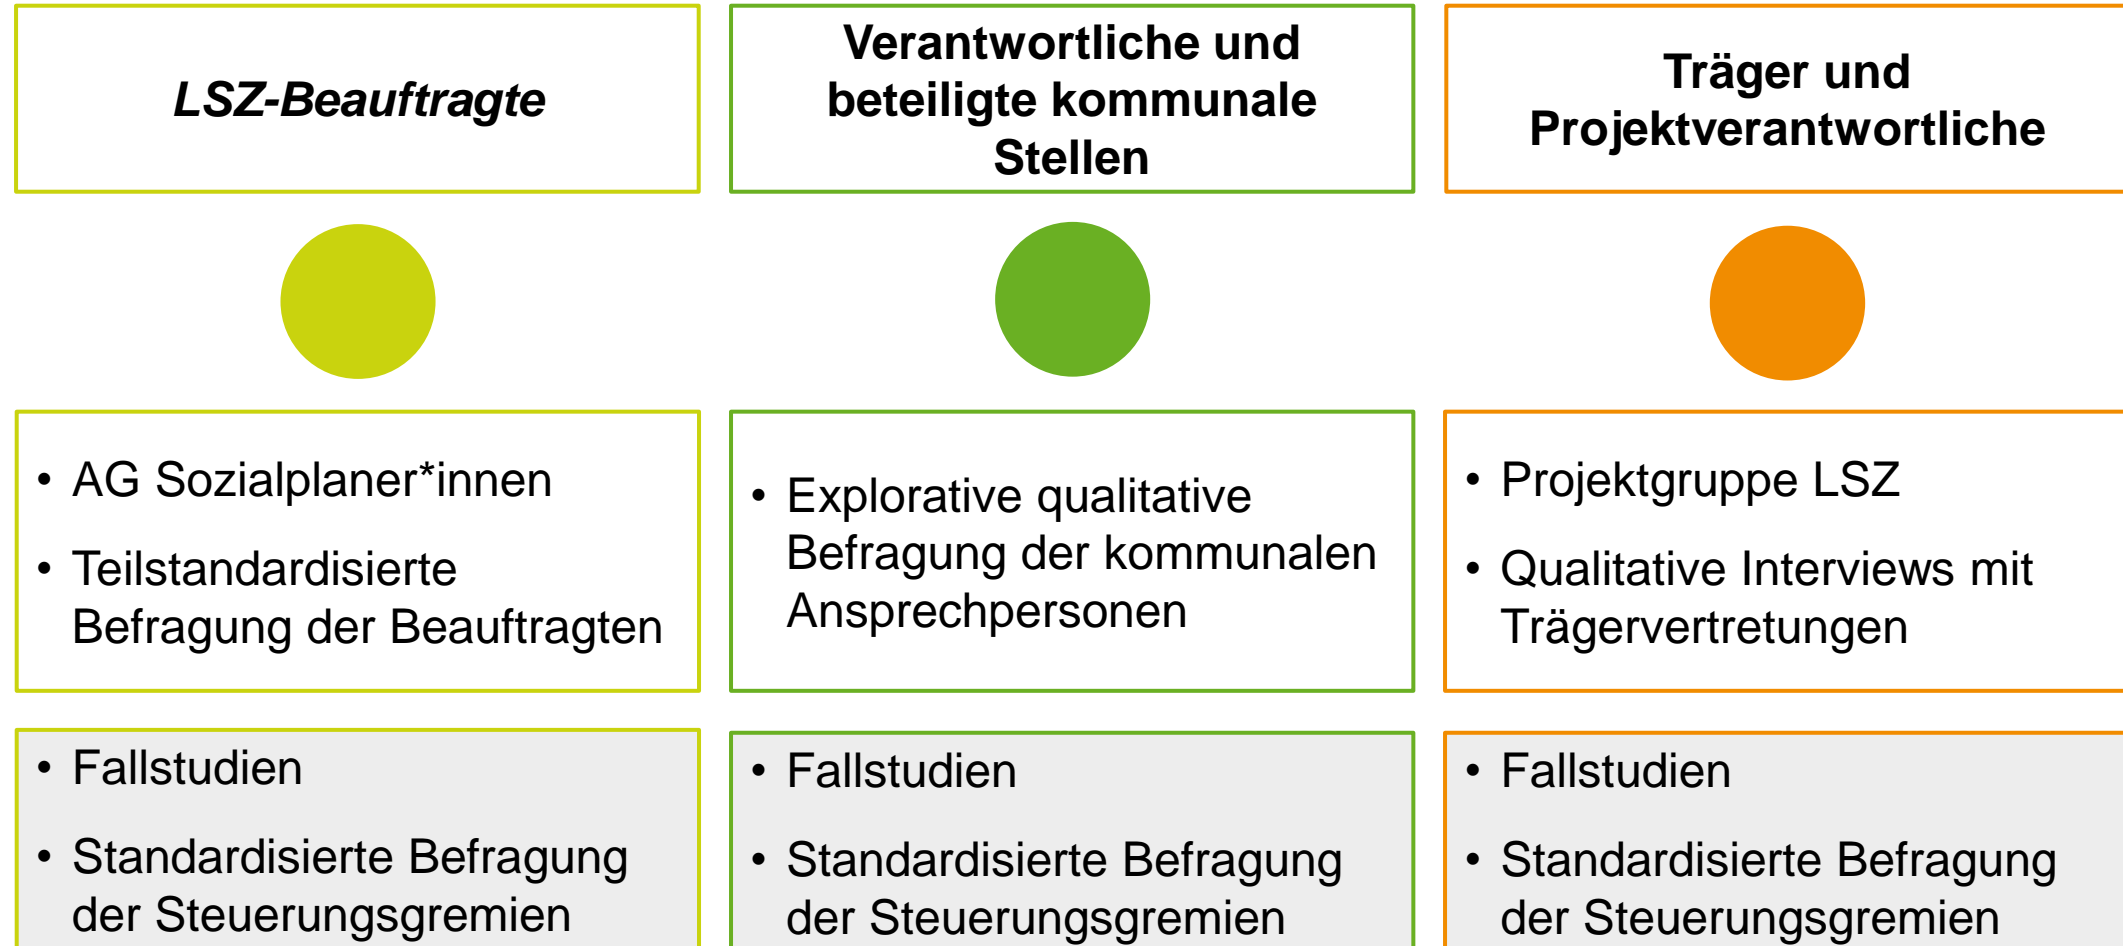 LSZ-Beauftragte
Verantwortliche und
beteiligte kommunale
Stellen
Träger und
Projektverantwortliche
• AG Sozialplaner*innen
• Teilstandardisierte
Befragung der Beauftragten
• Explorative qualitative
Befragung der kommunalen
Ansprechpersonen
• Projektgruppe LSZ
• Qualitative Interviews mit
Trägervertretungen
• Fallstudien
• Standardisierte Befragung
der Steuerungsgremien
• Fallstudien
• Standardisierte Befragung
der Steuerungsgremien
• Fallstudien
• Standardisierte Befragung
der Steuerungsgremien